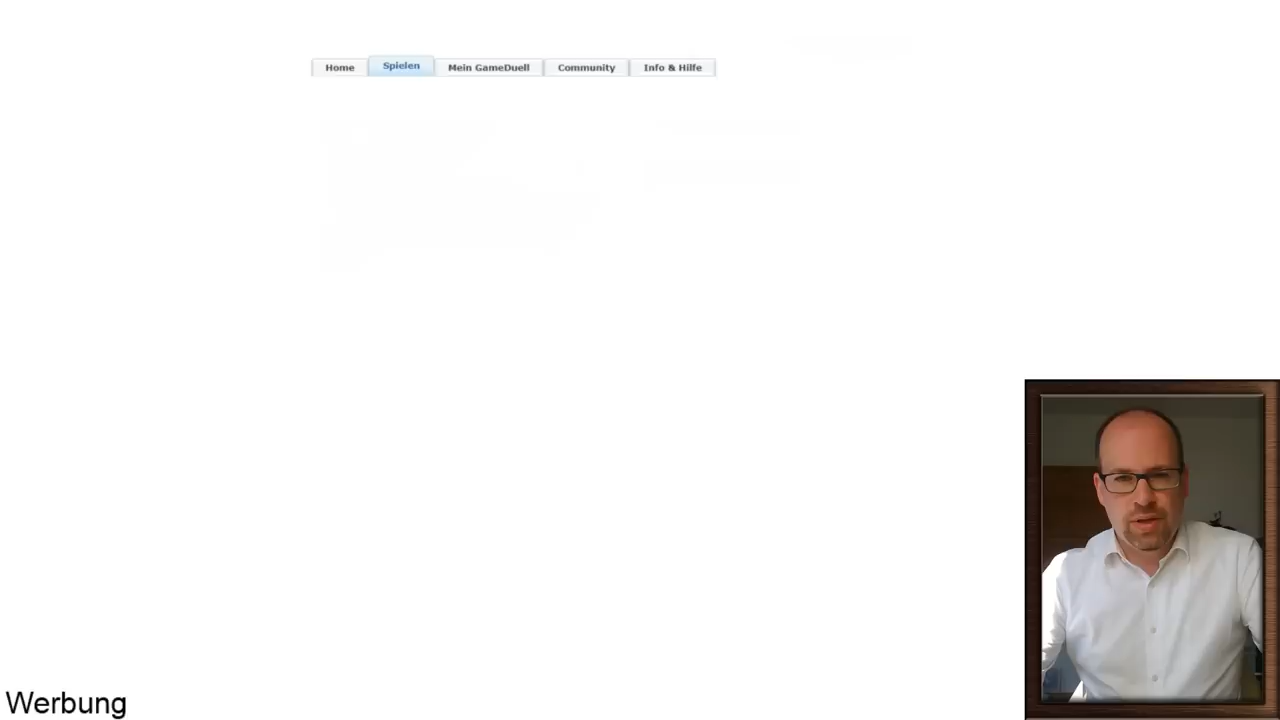 Home
Spielen
Mein GameDuell
Community
Info & Hilfe
Werbung